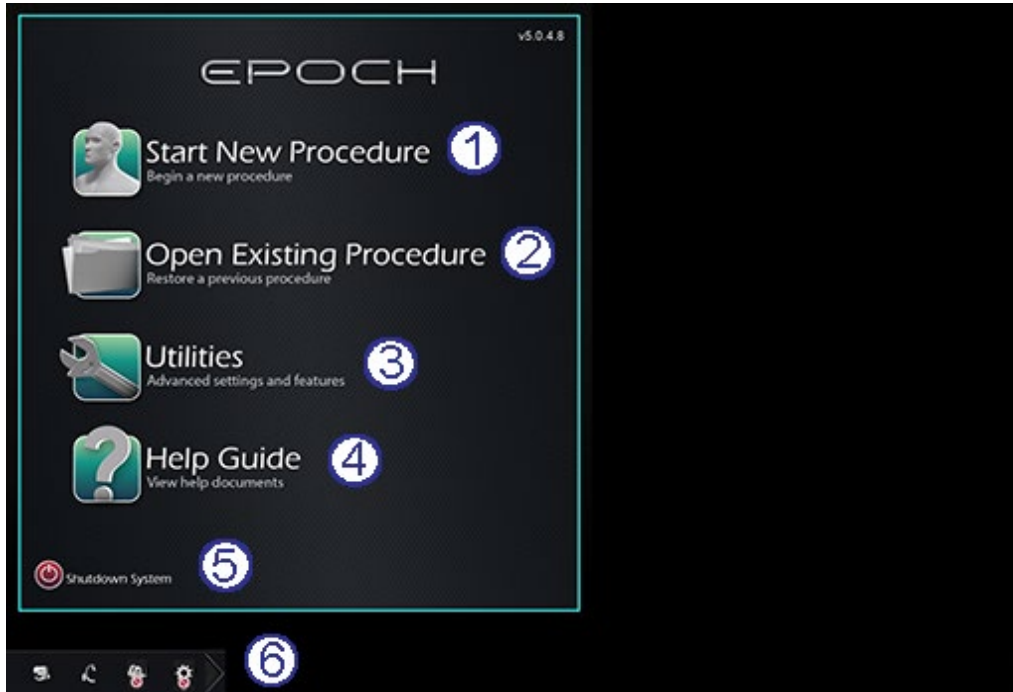 v5.0.4.8
EPOCH
Start New Procedure 1
Begin a new procedure
Open Existing Procedure 2
Restore a previous procedure
Utilities 3
Advanced settings and features
Help Guide 4
View help documents
5
Shutdown System
6